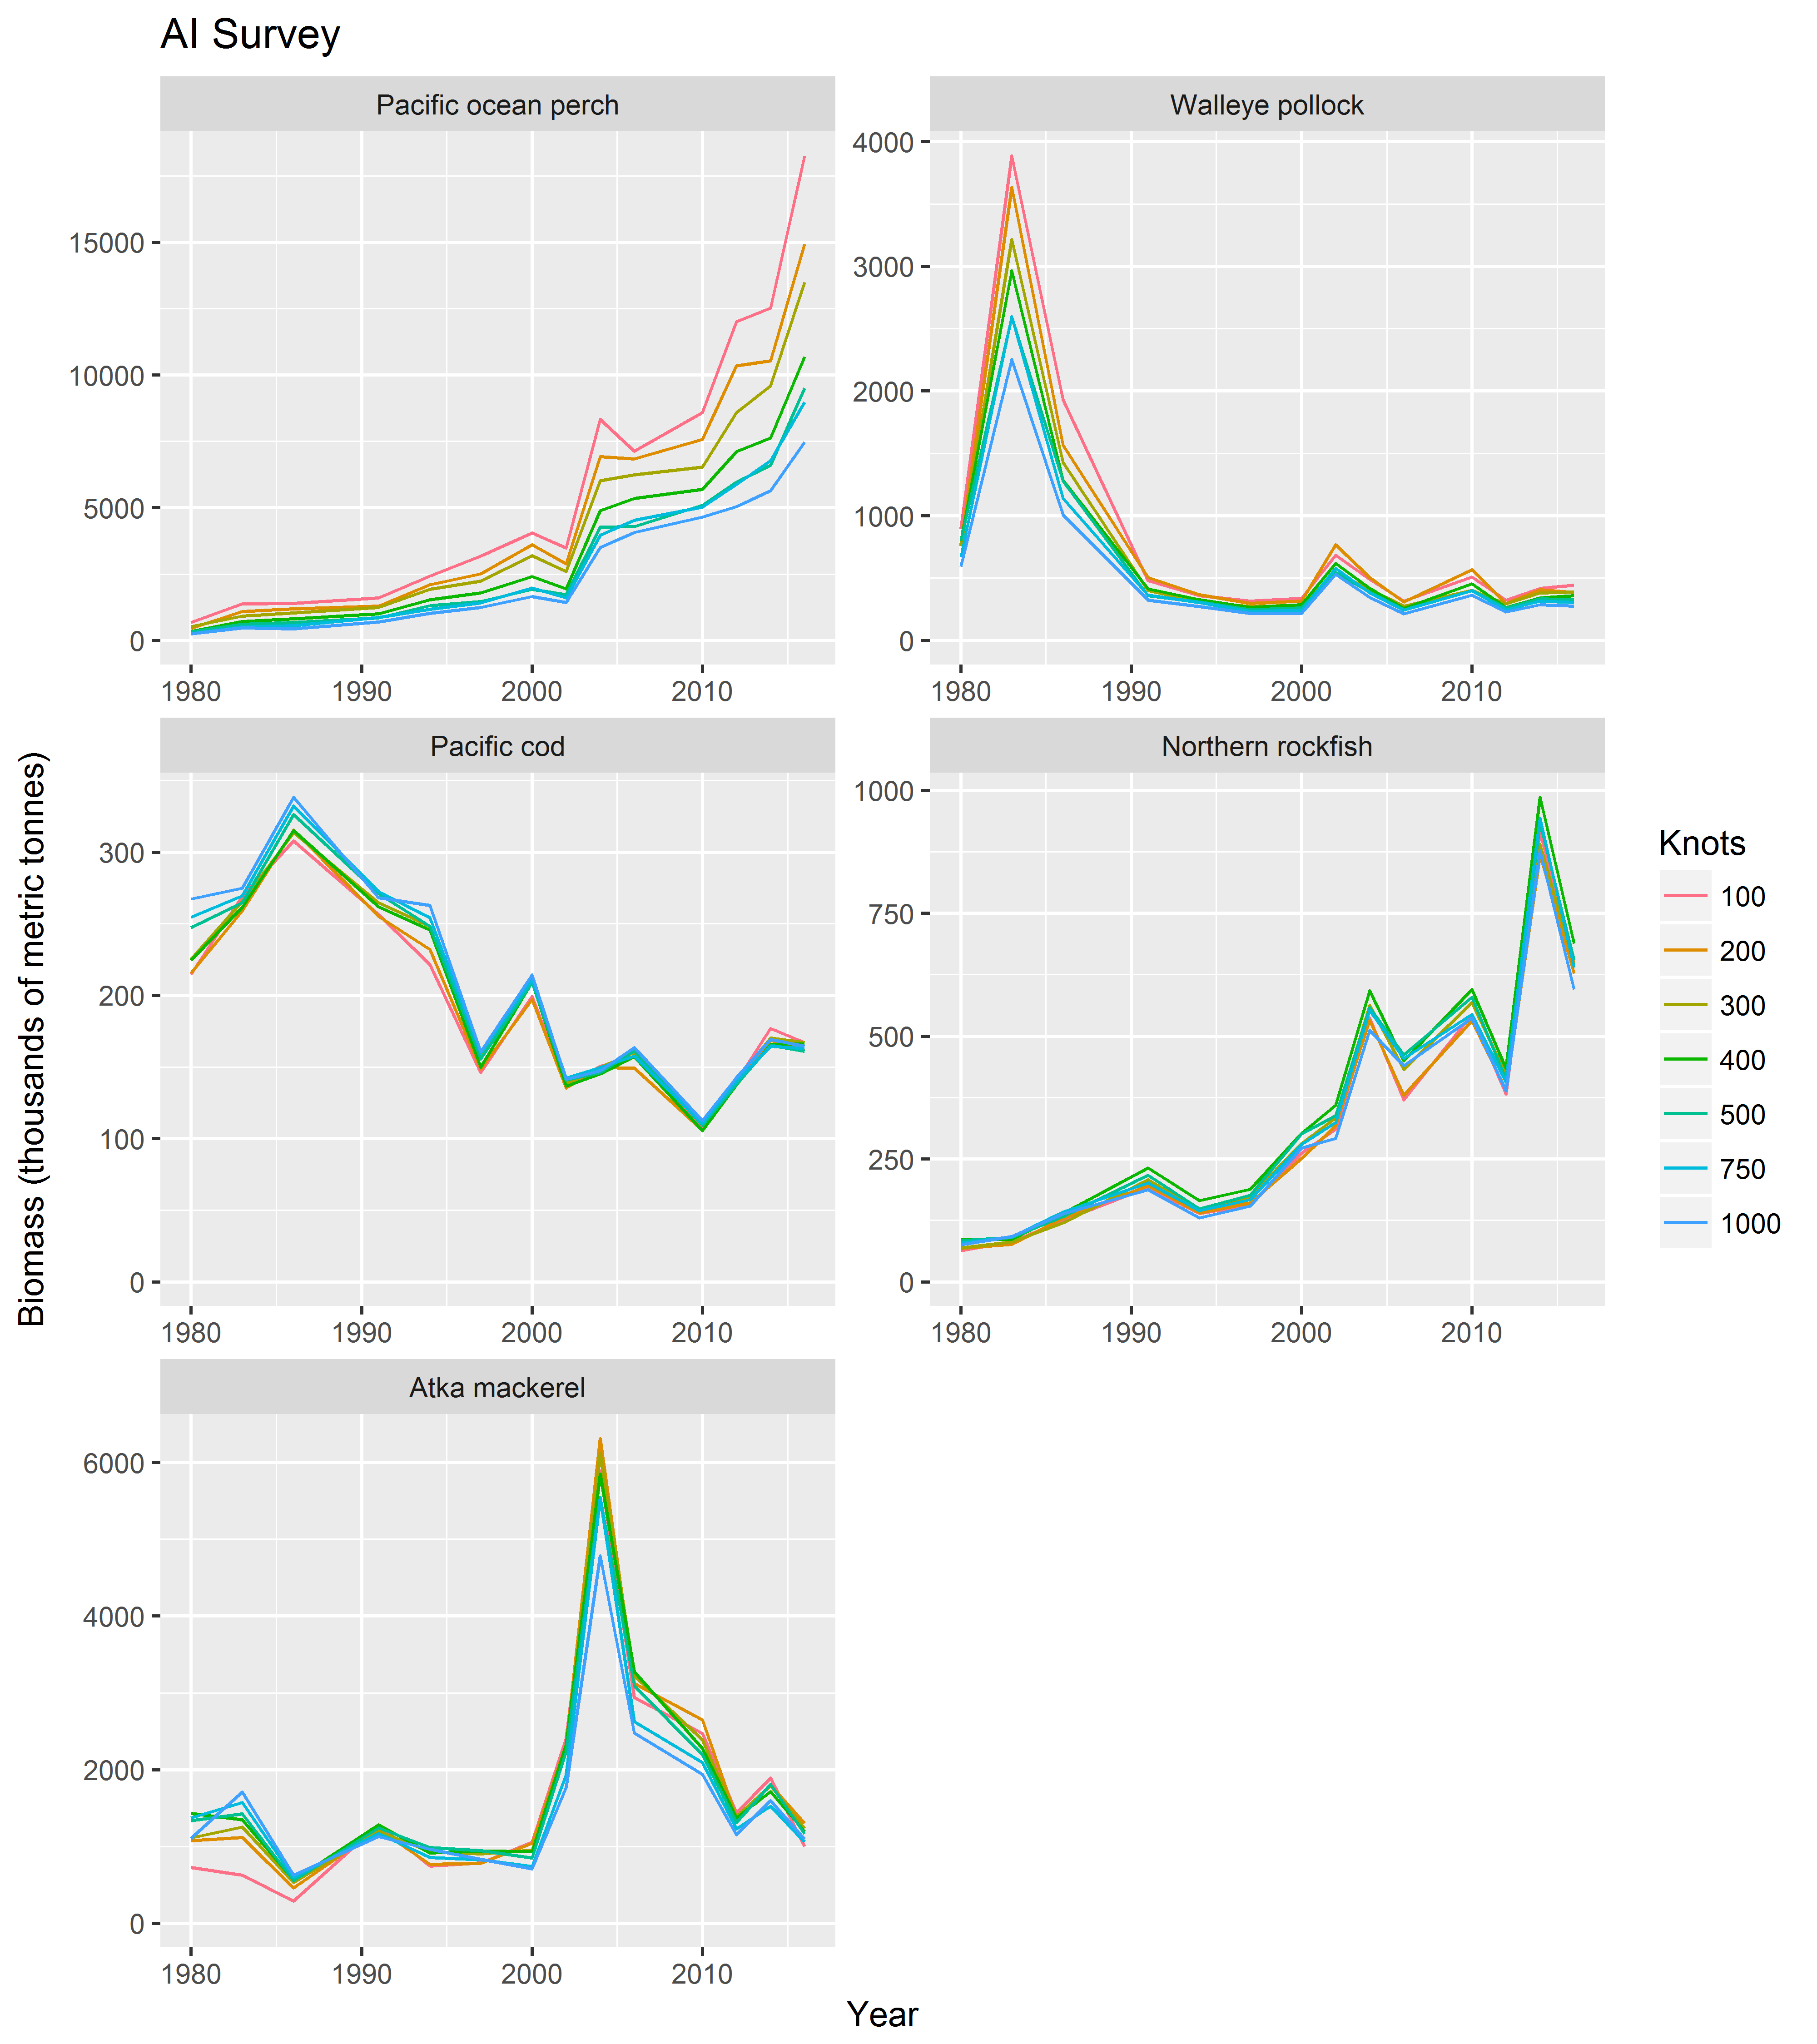 AI Survey
Pacific ocean perch
Walleye pollock
15000
10000
5000
0
4000
3000
2000
1000
0
1980 1990 2000 2010
1980 1990 2000 2010
Pacific cod
Northern rockfish
300
200
100
0
1000
750
500
250
0
1980 1990 2000 2010
1980 1990 2000 2010
Atka mackerel
6000
4000
2000
0
1980 1990 2000 2010
Biomass (thousands of metric tonnes)
Year
Knots
100
200
300
400
500
750
1000